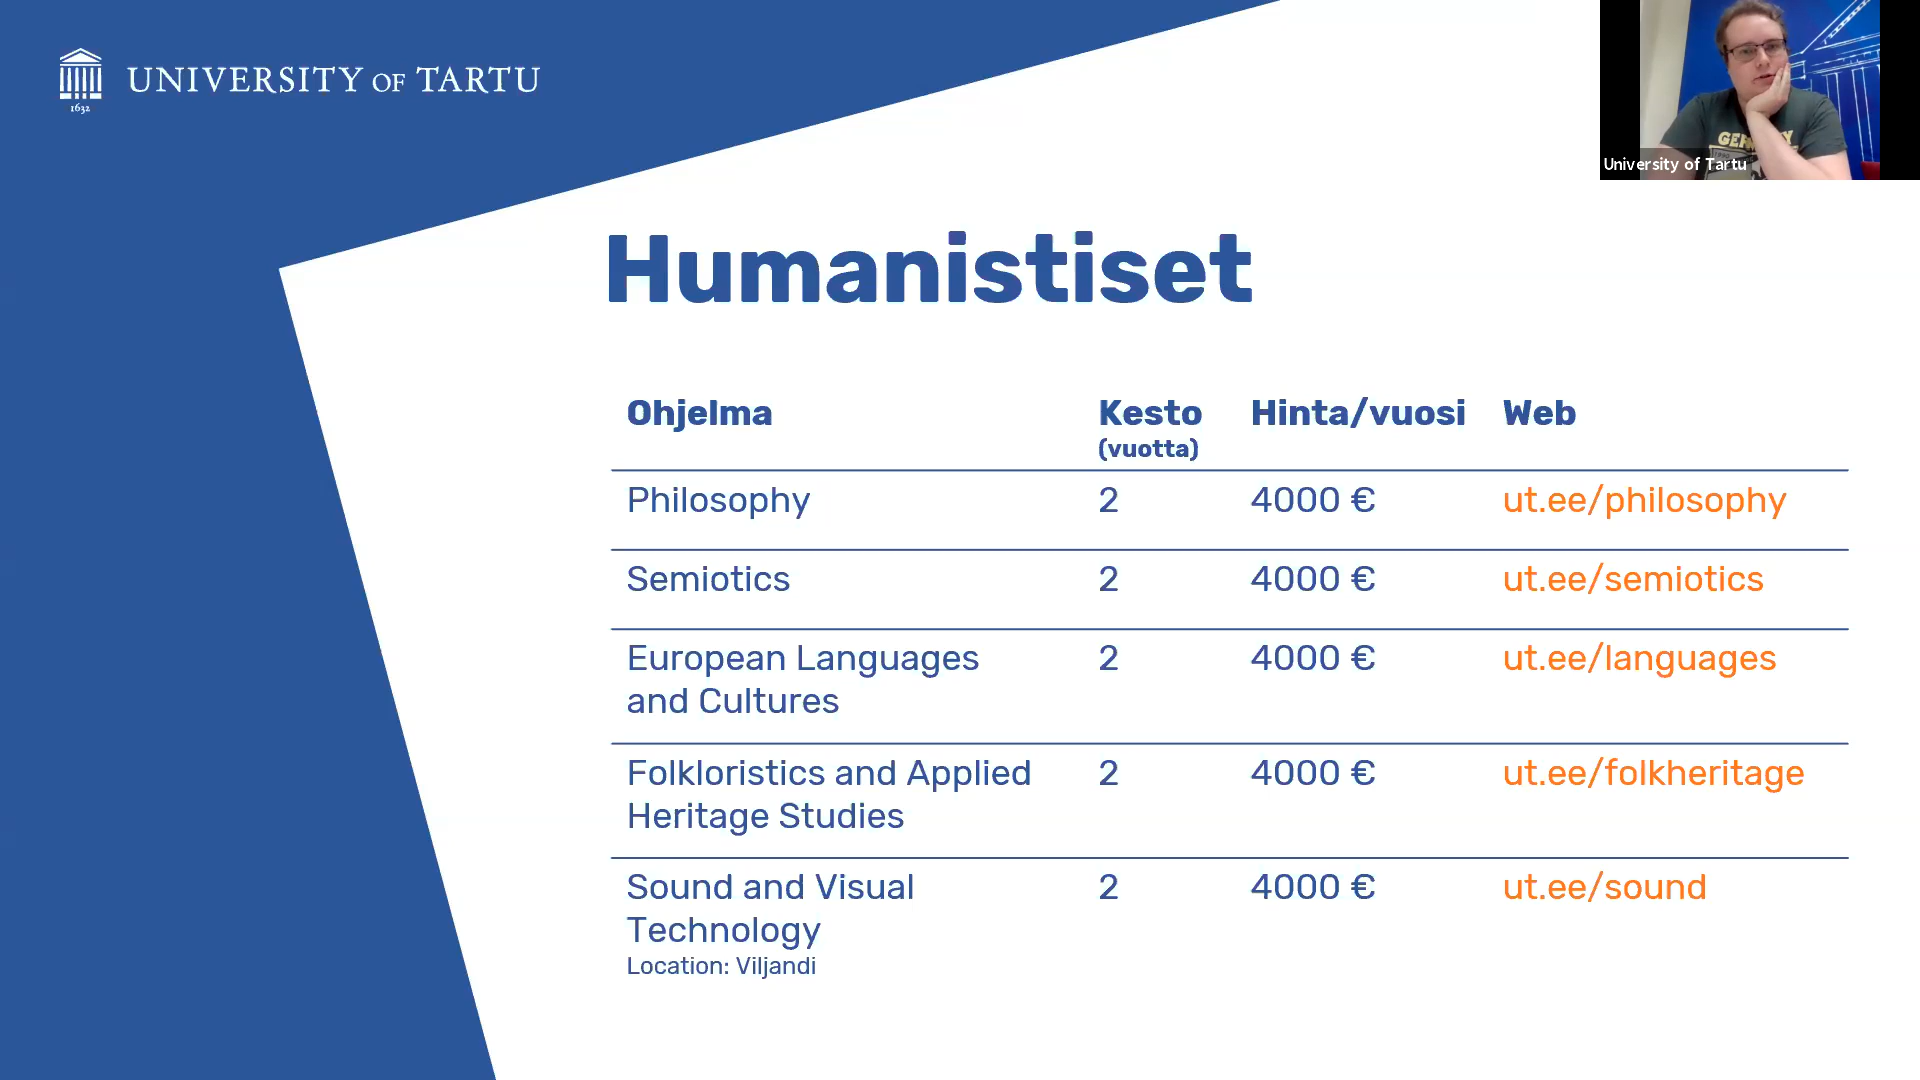 UNIVERSITY OF TARTU
1632
University of Tartu
Humanistiset
Ohjelma Kesto Hinta/vuosi Web
(vuotta)
Philosophy 2 4000 € ut.ee/philosophy
Semiotics 2 4000 € ut.ee/semiotics
European Languages 2 4000 € ut.ee/languages
and Cultures
Folkloristics and Applied 2 4000 € ut.ee/folkheritage
Heritage Studies
Sound and Visual 2 4000 € ut.ee/sound
Technology
Location: Viljandi